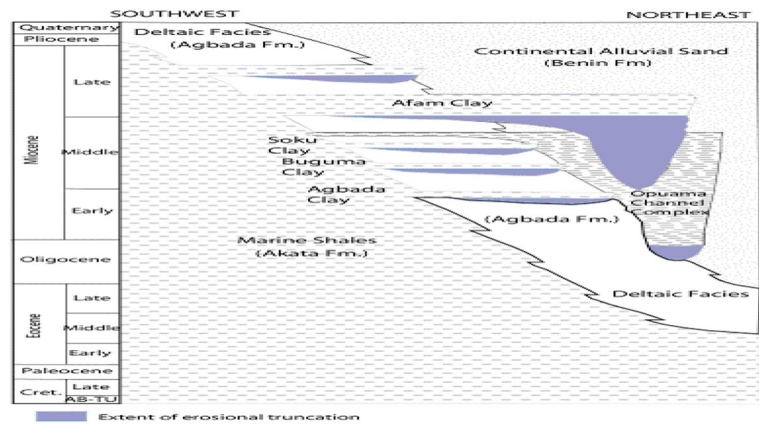 SOUTHWEST
NORTHEAST
Quaternary
Pliocene
Miocene
Late
Middle
Early
Oligocene
Eocene
Late
Middle
Early
Paleocene
Cret.
Late
AB-TU
Deltaic Facies
(Agbada Fm.)
Continental Alluvial Sand
(Benin Fm)
Afam Clay
Soku
Clay
Buguma
Clay
Agbada
Clay
Opuama
Channel
Complex
(Agbada Fm.)
Marine Shales
(Akata Fm.)
Deltaic Facies
Extent of erosional truncation